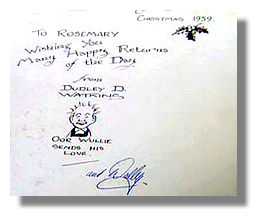 Christmas 1959.
To Rosemary
Wishing you
Many Happy Returns
of the Day
from
Dudley D.
Watkins
Oor Wullie
sends his
love.
and